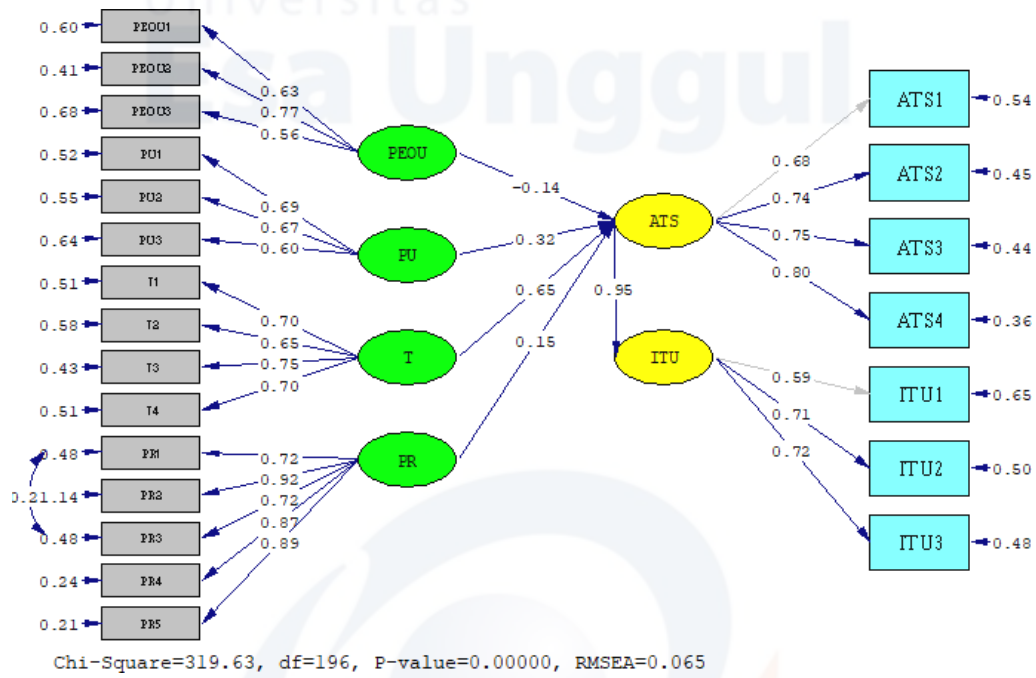 Universitas
Esa Unggul
0.60 PEOU1
0.41 PEOU2
0.68 PEOU3
0.52 PU1
0.55 PU2
0.64 PU3
0.51 T1
0.58 T2
0.43 T3
0.51 T4
0.48 PR1
0.21.14 PR2
0.48 PR3
0.24 PR4
0.21 PR5
0.63
0.77
0.56
0.69
0.67
0.60
0.70
0.65
0.75
0.70
0.72
0.92
0.72
0.87
0.89
PEOU
PU
T
PR
-0.14
0.32
0.65
0.15
ATS
0.95
ITU
0.68
0.74
0.75
0.80
0.59
0.71
0.72
ATS1 0.54
ATS2 0.45
ATS3 0.44
ATS4 0.36
ITU1 0.65
ITU2 0.50
ITU3 0.48
Chi-Square=319.63, df=196, P-value=0.00000, RMSEA=0.065